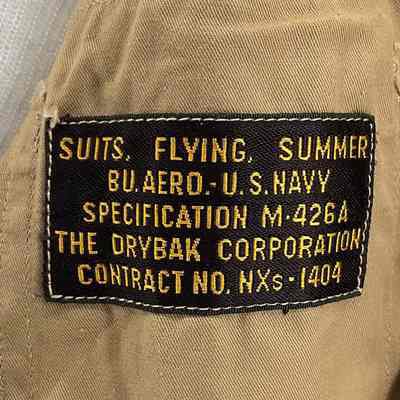 SUITS, FLYING, SUMMER
BU. AERO.- U.S. NAVY
SPECIFICATION M-426A
THE DRYBAK CORPORATION
CONTRACT NO. NXs-1404